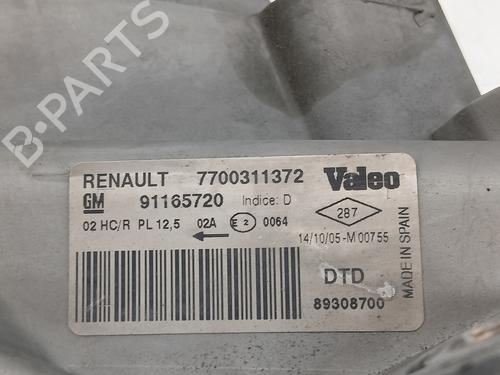 B-PARTS
RENAULT 7700311372 Valeo
GM 91165720 Indice: D
02 HC/R PL 12,5 02A E2 0064
287
14/10/05-M 00755
DTD
89308700
MADE IN SPAIN